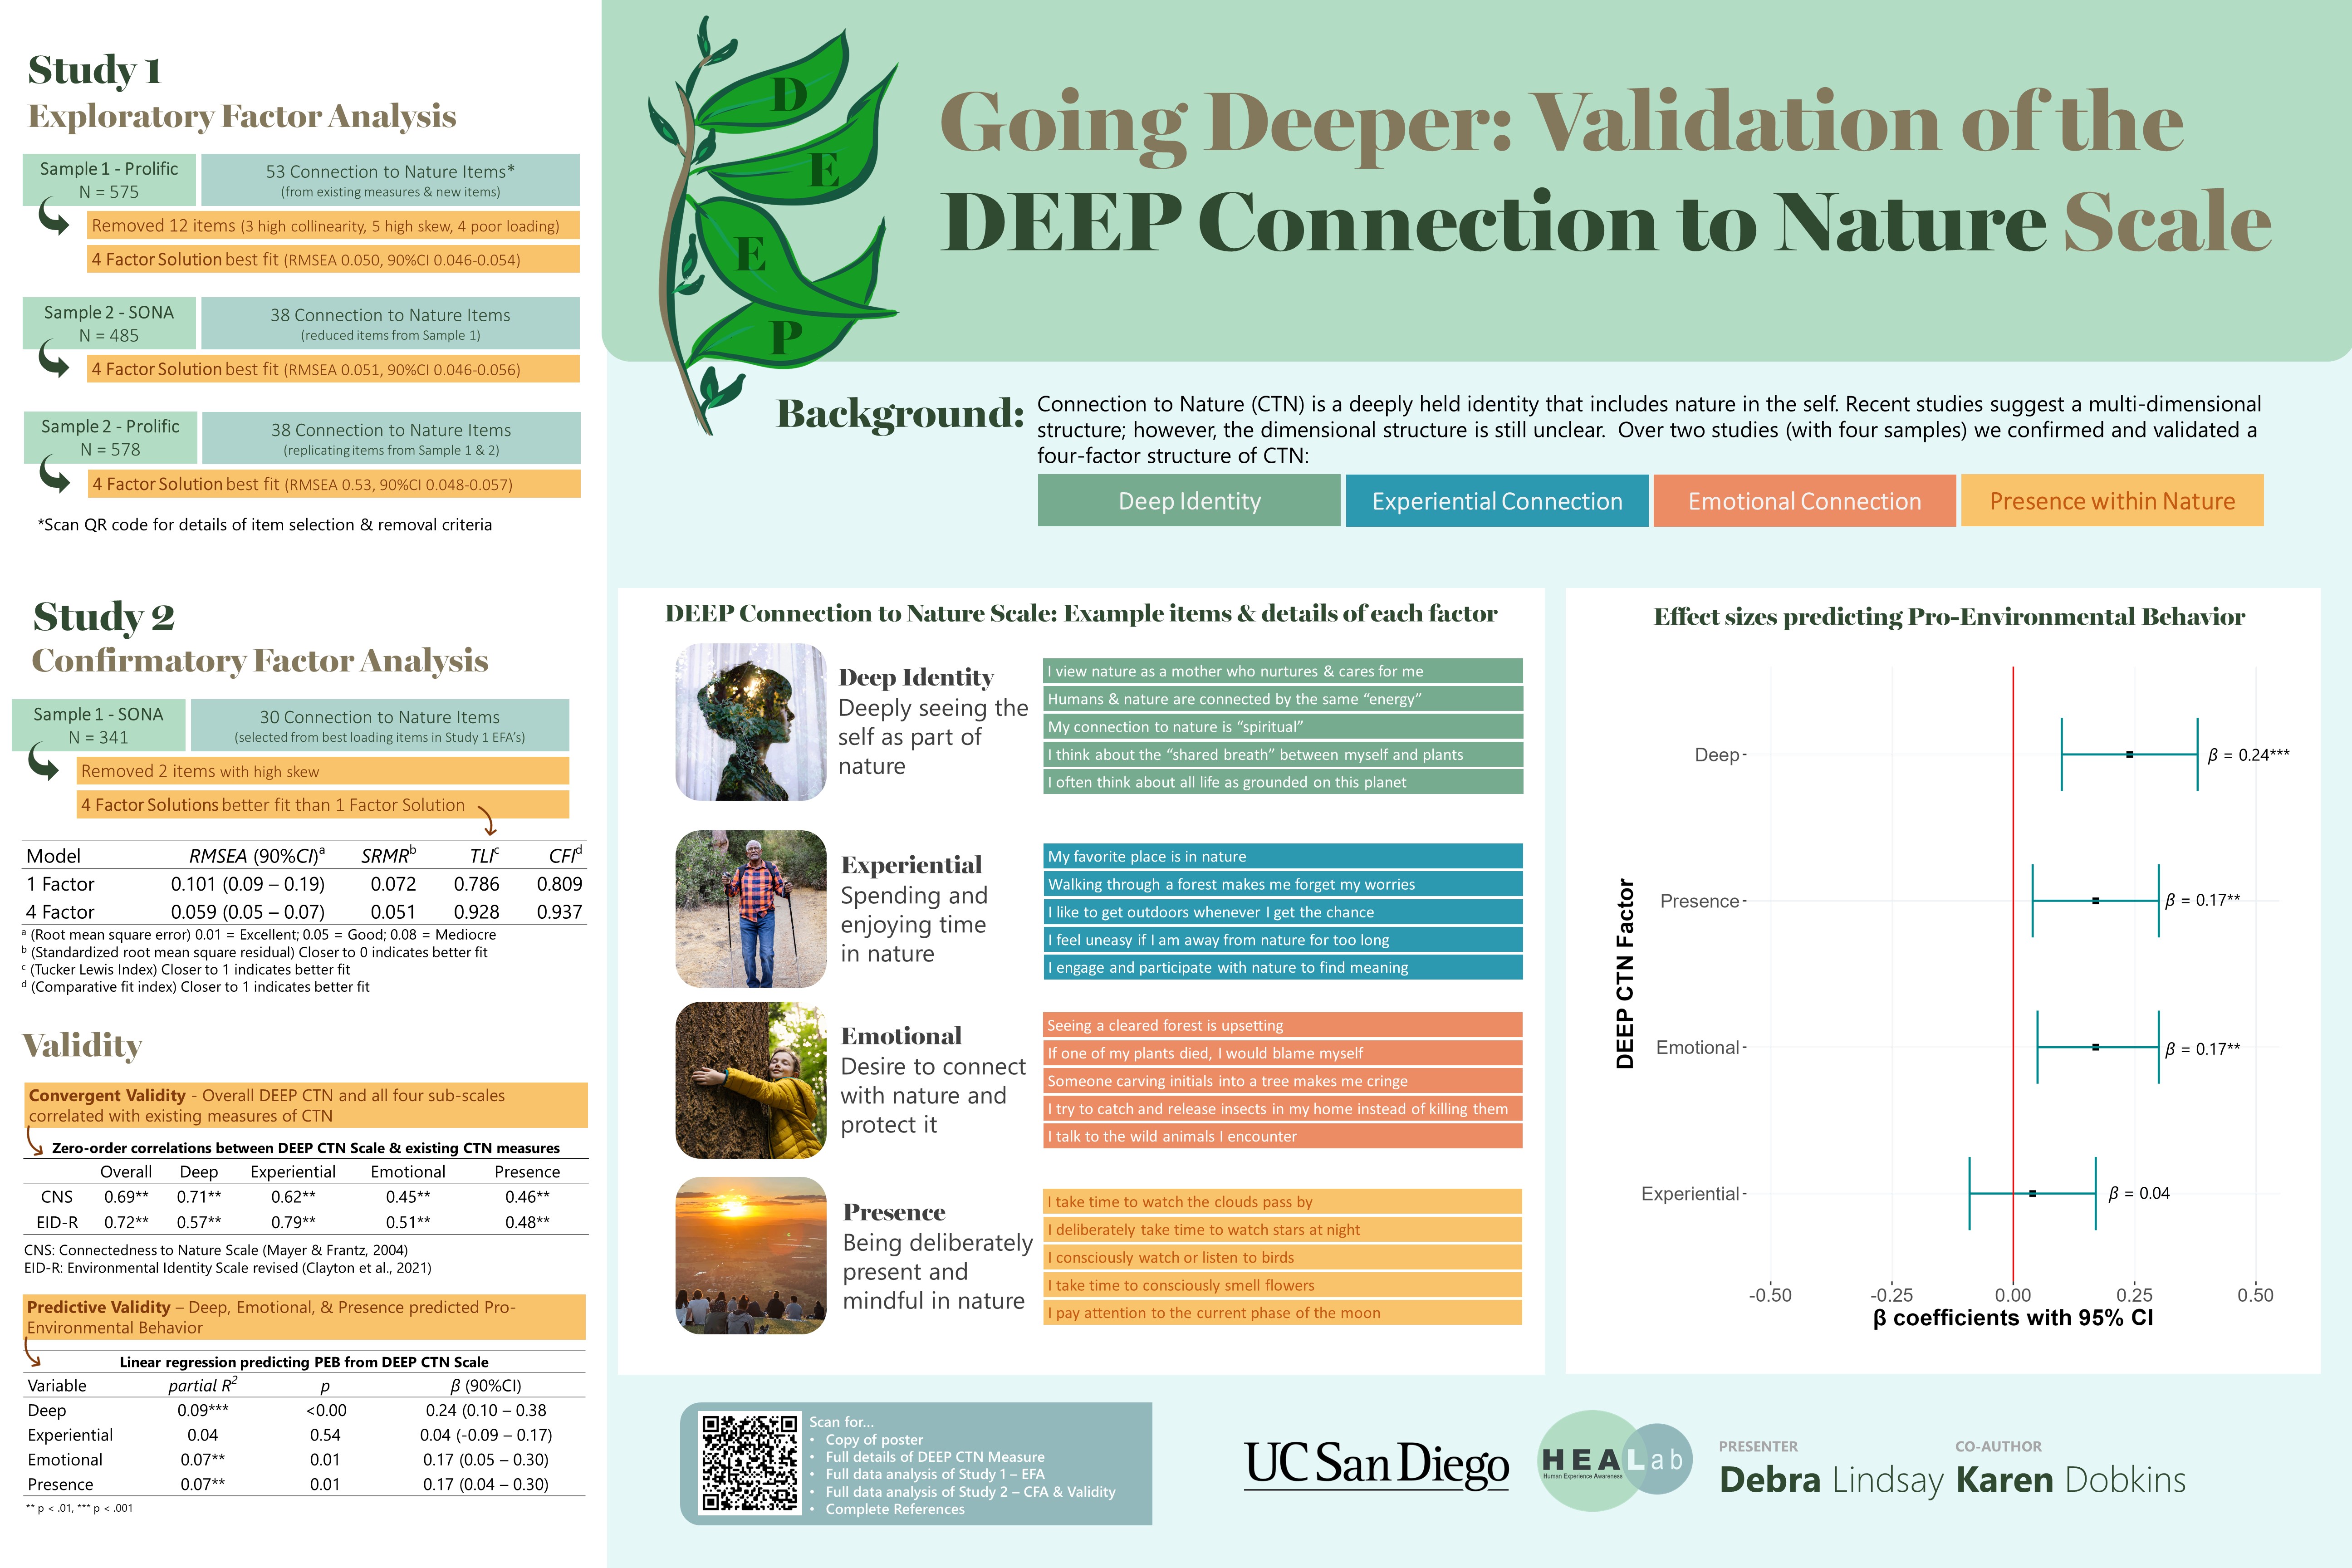 D
E
E
P
Going Deeper: Validation of the
DEEP Connection to Nature Scale
Background:
Connection to Nature (CTN) is a deeply held identity that includes nature in the self. Recent studies suggest a multi-dimensional
structure; however, the dimensional structure is still unclear. Over two studies (with four samples) we confirmed and validated a
four-factor structure of CTN:
Deep Identity
Experiential Connection
Emotional Connection
Presence within Nature
Study 1
Exploratory Factor Analysis
Sample 1 - Prolific
N = 575
53 Connection to Nature Items*
(from existing measures & new items)
Removed 12 items (3 high collinearity, 5 high skew, 4 poor loading)
4 Factor Solution best fit (RMSEA 0.050, 90%CI 0.046-0.054)
Sample 2 - SONA
N = 485
38 Connection to Nature Items
(reduced items from Sample 1)
4 Factor Solution best fit (RMSEA 0.051, 90%CI 0.046-0.056)
Sample 2 - Prolific
N = 578
38 Connection to Nature Items
(replicating items from Sample 1 & 2)
4 Factor Solution best fit (RMSEA 0.53, 90%CI 0.048-0.057)
*Scan QR code for details of item selection & removal criteria
Study 2
Confirmatory Factor Analysis
Sample 1 - SONA
N = 341
30 Connection to Nature Items
(selected from best loading items in Study 1 EFA's)
Removed 2 items with high skew
4 Factor Solutions better fit than 1 Factor Solution
Model RMSEA (90%CI)a SRMRb TLIc CFId
1 Factor 0.101 (0.09 – 0.19) 0.072 0.786 0.809
4 Factor 0.059 (0.05 – 0.07) 0.051 0.928 0.937
a (Root mean square error) 0.01 = Excellent; 0.05 = Good; 0.08 = Mediocre
b (Standardized root mean square residual) Closer to 0 indicates better fit
c (Tucker Lewis Index) Closer to 1 indicates better fit
d (Comparative fit index) Closer to 1 indicates better fit
Validity
Convergent Validity - Overall DEEP CTN and all four sub-scales
correlated with existing measures of CTN
Zero-order correlations between DEEP CTN Scale & existing CTN measures
Overall Deep Experiential Emotional Presence
CNS 0.69** 0.71** 0.62** 0.45** 0.46**
EID-R 0.72** 0.57** 0.79** 0.51** 0.48**
CNS: Connectedness to Nature Scale (Mayer & Frantz, 2004)
EID-R: Environmental Identity Scale revised (Clayton et al., 2021)
Predictive Validity – Deep, Emotional, & Presence predicted Pro-
Environmental Behavior
Linear regression predicting PEB from DEEP CTN Scale
Variable partial R2 p β (90%CI)
Deep 0.09*** <0.00 0.24 (0.10 – 0.38
Experiential 0.04 0.54 0.04 (-0.09 – 0.17)
Emotional 0.07** 0.01 0.17 (0.05 – 0.30)
Presence 0.07** 0.01 0.17 (0.04 – 0.30)
** p < .01, *** p < .001
DEEP Connection to Nature Scale: Example items & details of each factor
Deep Identity
Deeply seeing the
self as part of
nature
I view nature as a mother who nurtures & cares for me
Humans & nature are connected by the same "energy"
My connection to nature is "spiritual"
I think about the "shared breath" between myself and plants
I often think about all life as grounded on this planet
Experiential
Spending and
enjoying time
in nature
My favorite place is in nature
Walking through a forest makes me forget my worries
I like to get outdoors whenever I get the chance
I feel uneasy if I am away from nature for too long
I engage and participate with nature to find meaning
Emotional
Desire to connect
with nature and
protect it
Seeing a cleared forest is upsetting
If one of my plants died, I would blame myself
Someone carving initials into a tree makes me cringe
I try to catch and release insects in my home instead of killing them
I talk to the wild animals I encounter
Presence
Being deliberately
present and
mindful in nature
I take time to watch the clouds pass by
I deliberately take time to watch stars at night
I consciously watch or listen to birds
I take time to consciously smell flowers
I pay attention to the current phase of the moon
Effect sizes predicting Pro-Environmental Behavior
DEEP CTN Factor
Deep β = 0.24***
Presence β = 0.17**
Emotional β = 0.17**
Experiential β = 0.04
-0.50 -0.25 0.00 0.25 0.50
β coefficients with 95% CI
Scan for...
• Copy of poster
• Full details of DEEP CTN Measure
• Full data analysis of Study 1 – EFA
• Full data analysis of Study 2 – CFA & Validity
• Complete References
UC San Diego
HEALab
Human Experience Awareness
PRESENTER
Debra Lindsay
CO-AUTHOR
Karen Dobkins